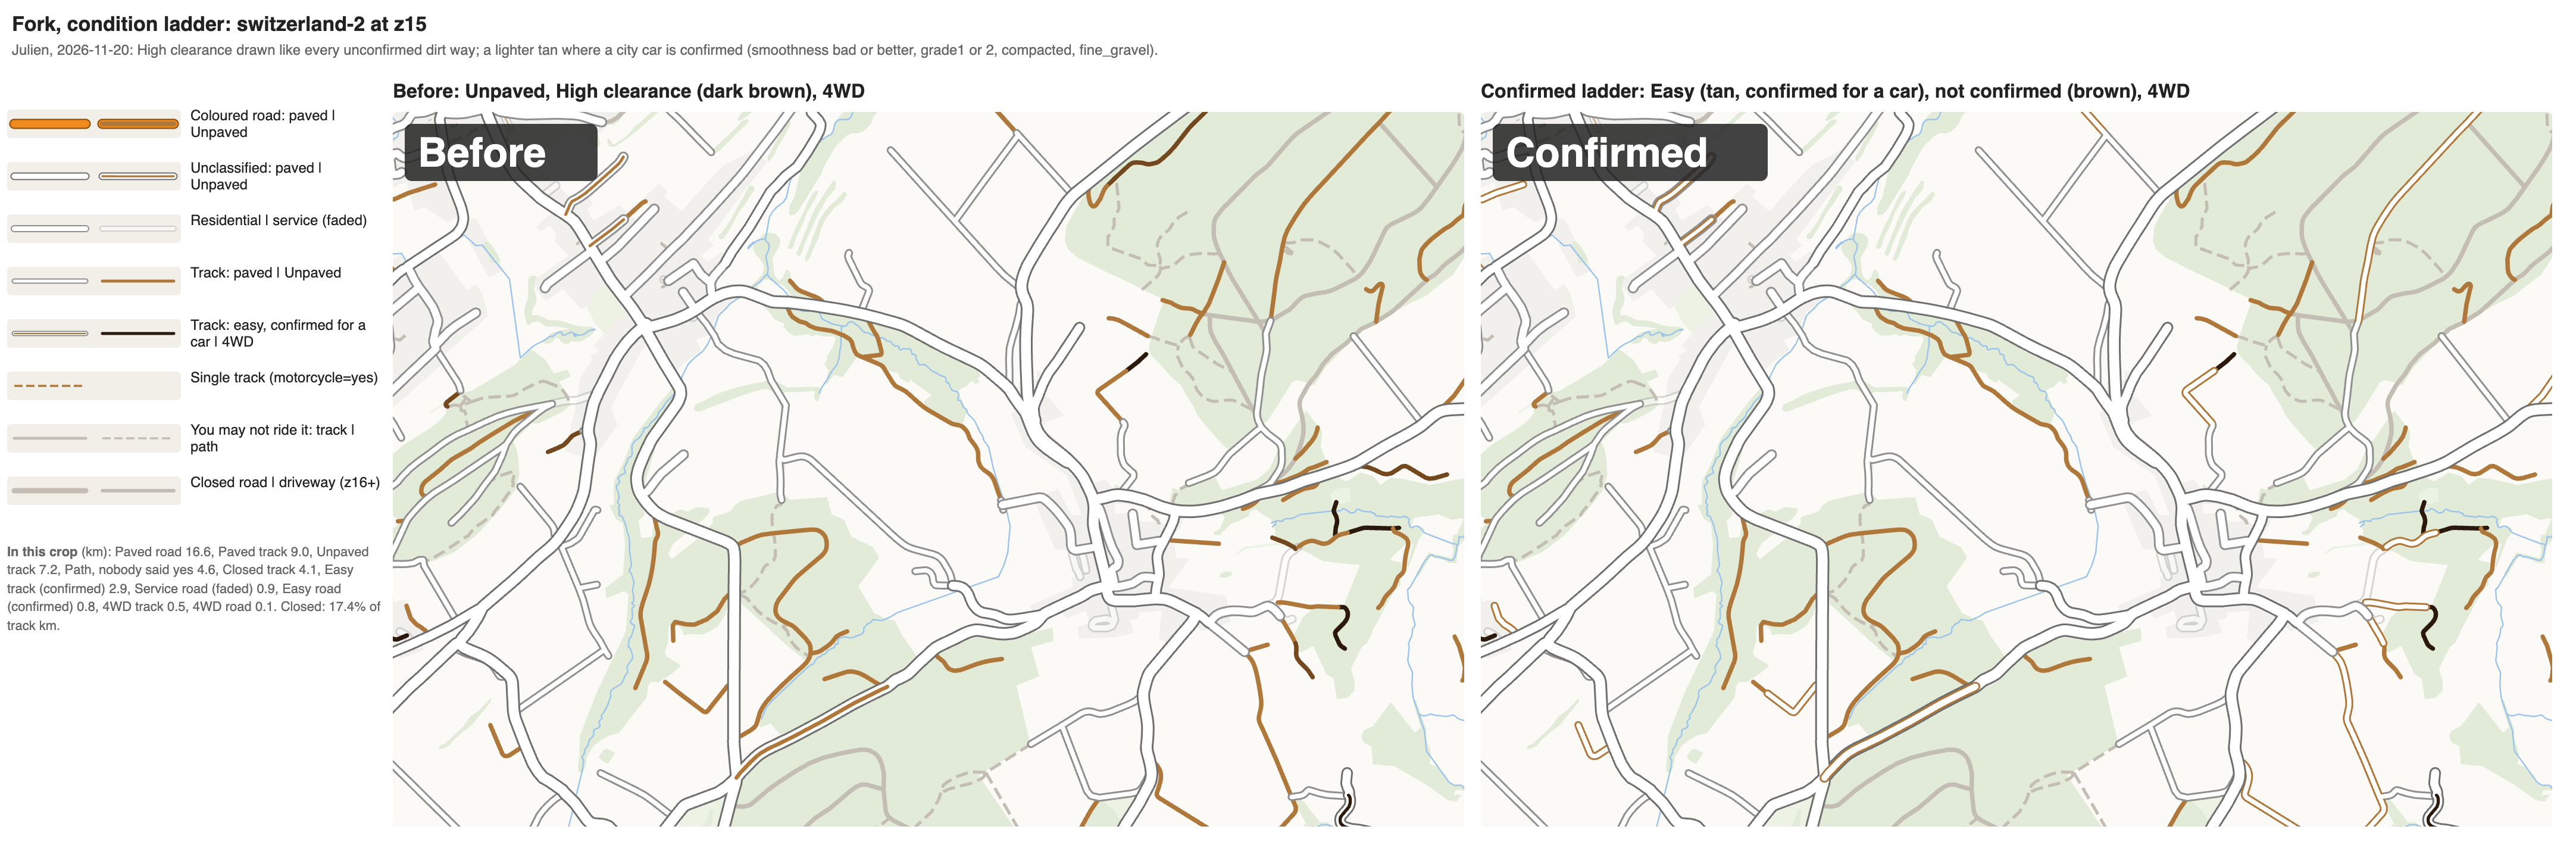 Fork, condition ladder: switzerland-2 at z15
Julien, 2026-11-20: High clearance drawn like every unconfirmed dirt way; a lighter tan where a city car is confirmed (smoothness bad or better, grade1 or 2, compacted, fine_gravel).
Coloured road: paved |
Unpaved
Unclassified: paved |
Unpaved
Residential | service (faded)
Track: paved | Unpaved
Track: easy, confirmed for a
car | 4WD
Single track (motorcycle=yes)
You may not ride it: track |
path
Closed road | driveway (z16+)
In this crop (km): Paved road 16.6, Paved track 9.0, Unpaved
track 7.2, Path, nobody said yes 4.6, Closed track 4.1, Easy
track (confirmed) 2.9, Service road (faded) 0.9, Easy road
(confirmed) 0.8, 4WD track 0.5, 4WD road 0.1. Closed: 17.4% of
track km.
Before: Unpaved, High clearance (dark brown), 4WD
Before
Confirmed ladder: Easy (tan, confirmed for a car), not confirmed (brown), 4WD
Confirmed